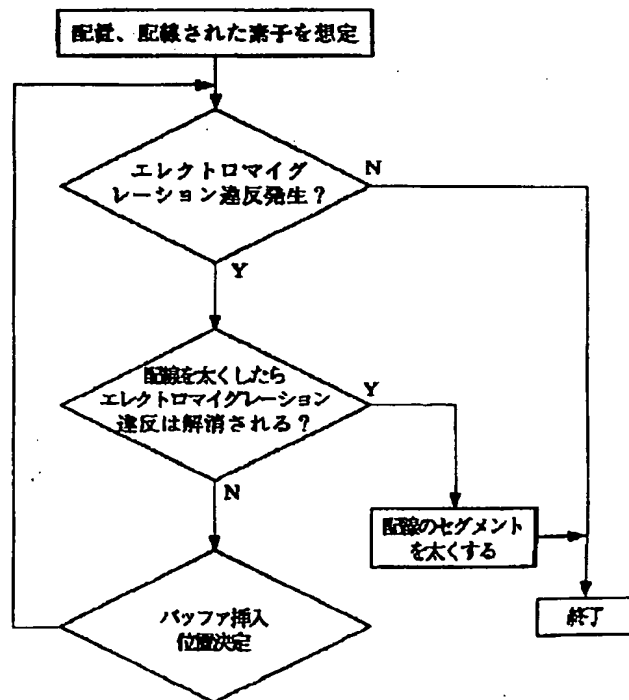 配置、配線された素子を想定
エレクトロマイグ
レーション違反発生？
N
Y
配線を太くしたら
エレクトロマイグレーション
違反は解消される？
Y
N
配線のセグメント
を太くする
バッファ挿入
位置決定
終了